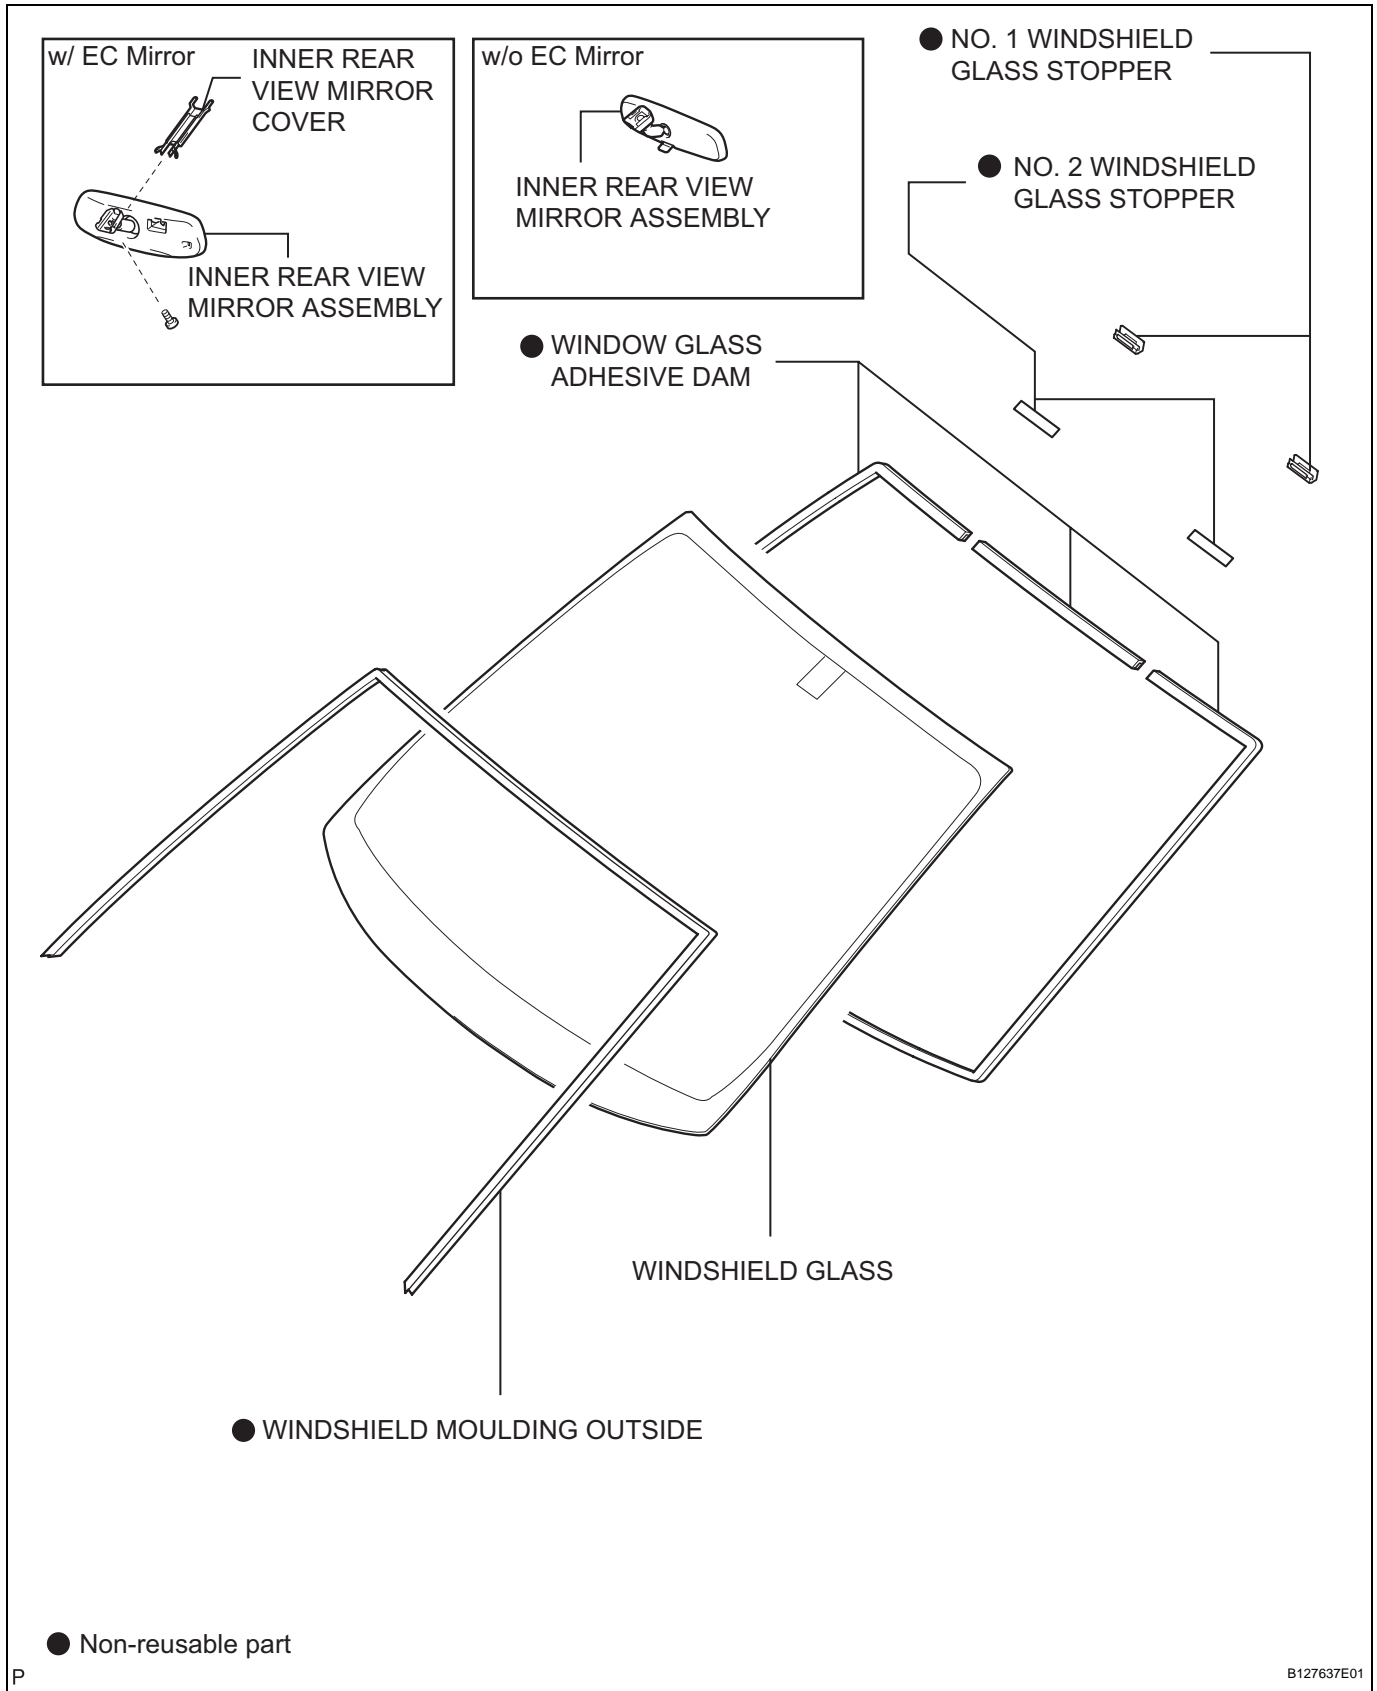 w/ EC Mirror
INNER REAR
VIEW MIRROR
COVER
INNER REAR VIEW
MIRROR ASSEMBLY
w/o EC Mirror
INNER REAR VIEW
MIRROR ASSEMBLY
● NO. 1 WINDSHIELD
GLASS STOPPER
● NO. 2 WINDSHIELD
GLASS STOPPER
● WINDOW GLASS
ADHESIVE DAM
WINDSHIELD GLASS
● WINDSHIELD MOULDING OUTSIDE
● Non-reusable part
P
B127637E01